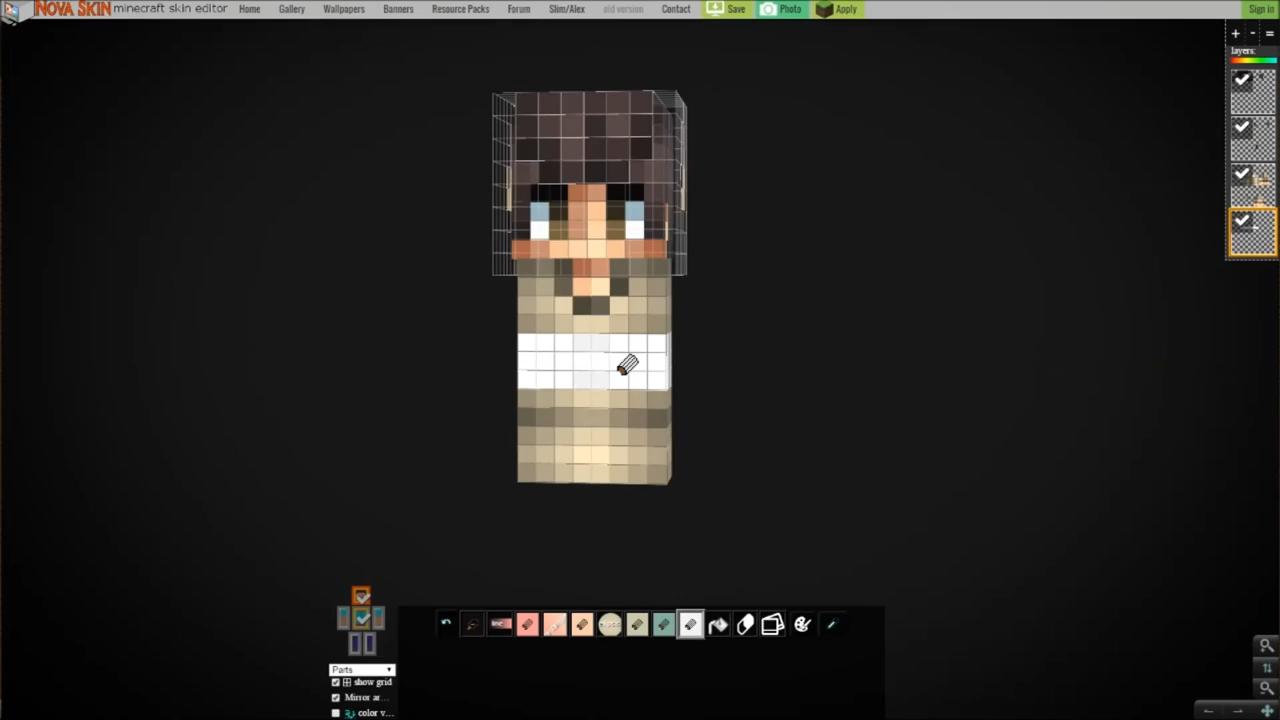 NOVA SKIN minecraft skin editor Home Gallery Wallpapers Banners Resource Packs Forum Slim/Alex old version Contact Save Photo Apply Sign in
+ - =
layers:
Parts
show grid
Mirror ar...
color v...